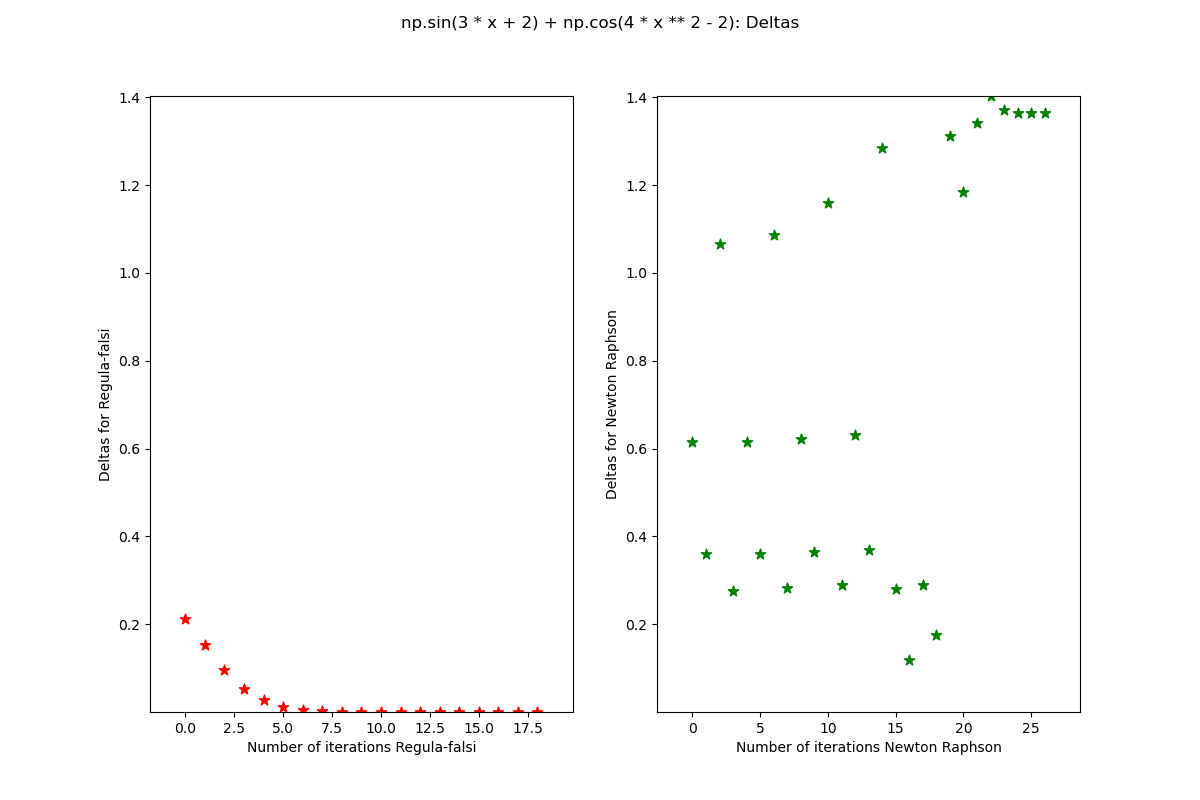 np.sin(3 * x + 2) + np.cos(4 * x ** 2 - 2): Deltas
Deltas for Regula-falsi
1.4
1.2
1.0
0.8
0.6
0.4
0.2
0.0 2.5 5.0 7.5 10.0 12.5 15.0 17.5
Number of iterations Regula-falsi
Deltas for Newton Raphson
1.4
1.2
1.0
0.8
0.6
0.4
0.2
0 5 10 15 20 25
Number of iterations Newton Raphson